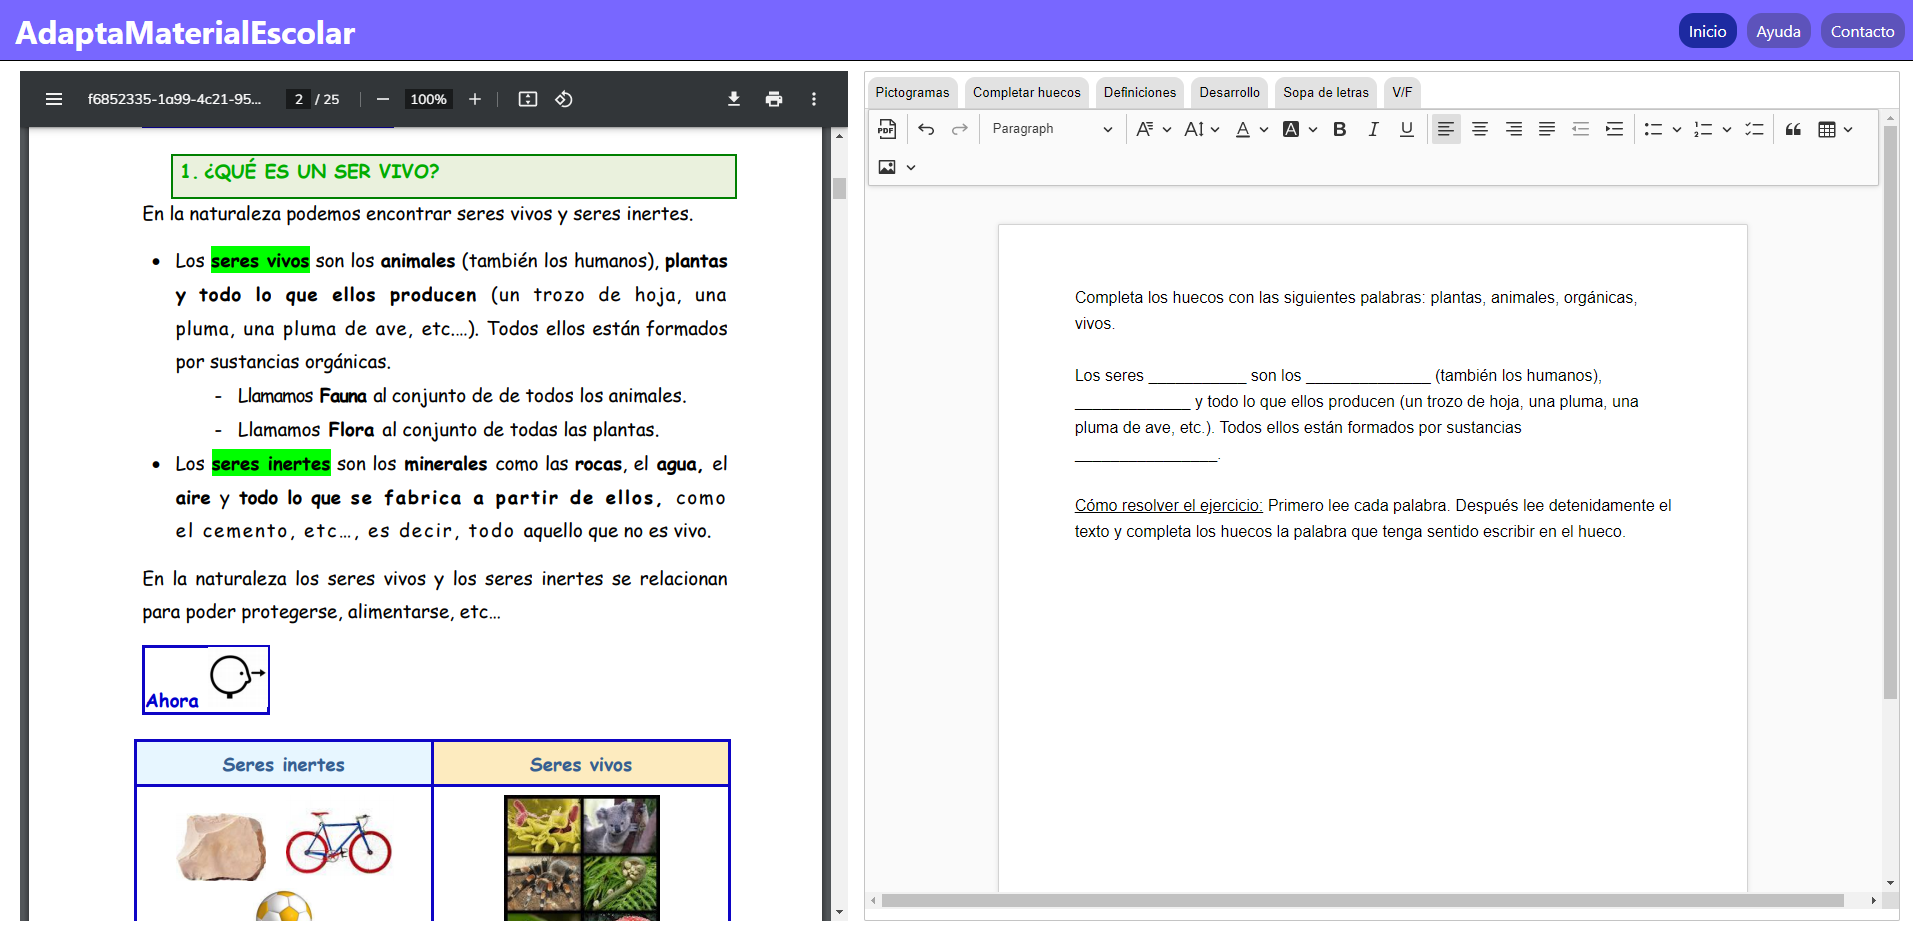 AdaptaMaterialEscolar
Inicio
Ayuda
Contacto
f6852335-1a99-4c21-95...
2 / 25
100%
1. ¿QUÉ ES UN SER VIVO?
En la naturaleza podemos encontrar seres vivos y seres inertes.
• Los seres vivos son los animales (también los humanos), plantas
y todo lo que ellos producen (un trozo de hoja, una
pluma, una pluma de ave, etc....). Todos ellos están formados
por sustancias orgánicas.
- Llamamos Fauna al conjunto de de todos los animales.
- Llamamos Flora al conjunto de todas las plantas.
• Los seres inertes son los minerales como las rocas, el agua, el
aire y todo lo que se fabrica a partir de ellos, como
el cemento, etc..., es decir, todo aquello que no es vivo.
En la naturaleza los seres vivos y los seres inertes se relacionan
para poder protegerse, alimentarse, etc...
Ahora
Seres inertes
Seres vivos
Pictogramas
Completar huecos
Definiciones
Desarrollo
Sopa de letras
V/F
PDF
Paragraph
Completa los huecos con las siguientes palabras: plantas, animales, orgánicas,
vivos.
Los seres ___________ son los ______________ (también los humanos),
_____________ y todo lo que ellos producen (un trozo de hoja, una pluma, una
pluma de ave, etc.). Todos ellos están formados por sustancias
________________.
Cómo resolver el ejercicio: Primero lee cada palabra. Después lee detenidamente el
texto y completa los huecos la palabra que tenga sentido escribir en el hueco.